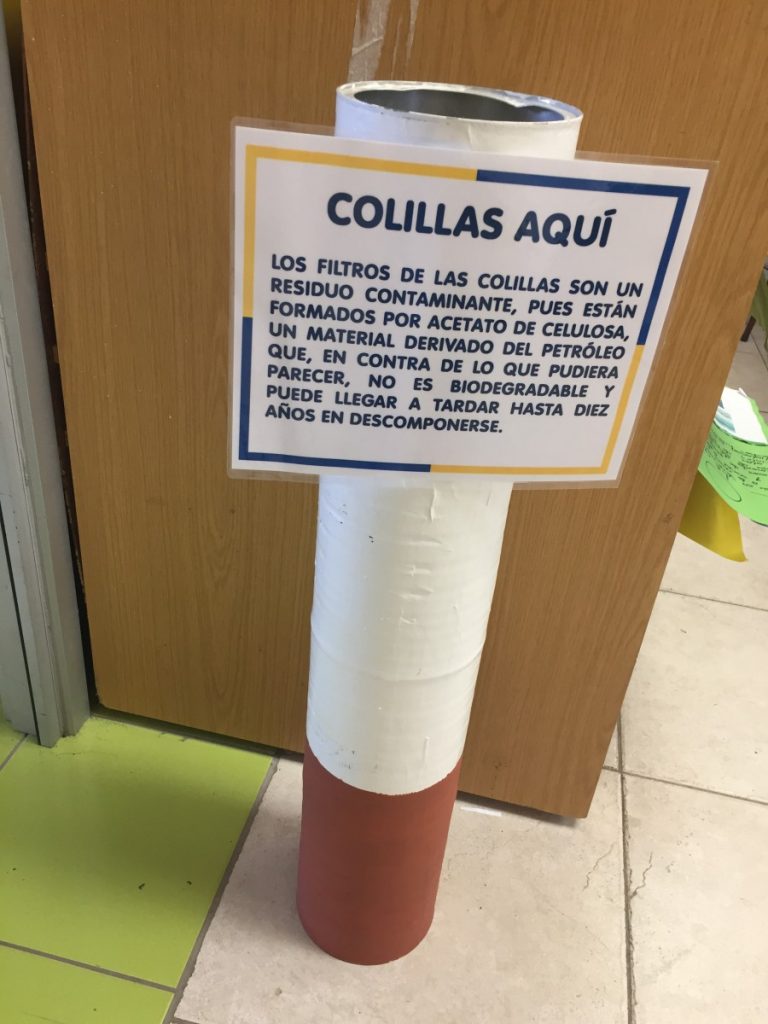 COLILLAS AQUÍ
LOS FILTROS DE LAS COLILLAS SON UN
RESIDUO CONTAMINANTE, PUES ESTÁN
FORMADOS POR ACETATO DE CELULOSA,
UN MATERIAL DERIVADO DEL PETRÓLEO
QUE, EN CONTRA DE LO QUE PUDIERA
PARECER, NO ES BIODEGRADABLE Y
PUEDE LLEGAR A TARDAR HASTA DIEZ
AÑOS EN DESCOMPONERSE.